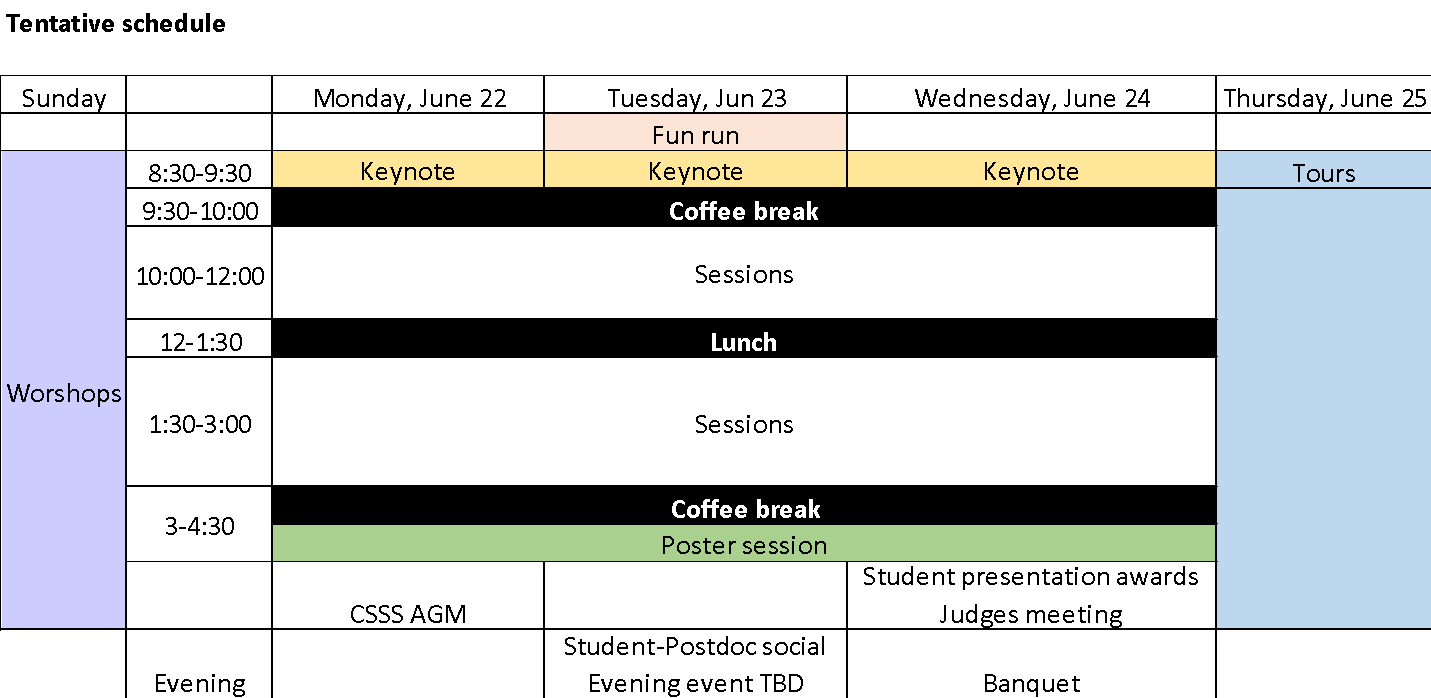 Tentative schedule
Sunday Monday, June 22 Tuesday, Jun 23 Wednesday, June 24 Thursday, June 25
Fun run
8:30-9:30 Keynote Keynote Keynote Tours
9:30-10:00 Coffee break
10:00-12:00 Sessions
12-1:30 Lunch
Worshops
1:30-3:00 Sessions
3-4:30 Coffee break
Poster session
Student presentation awards
CSSS AGM Judges meeting
Student-Postdoc social
Evening Evening event TBD Banquet